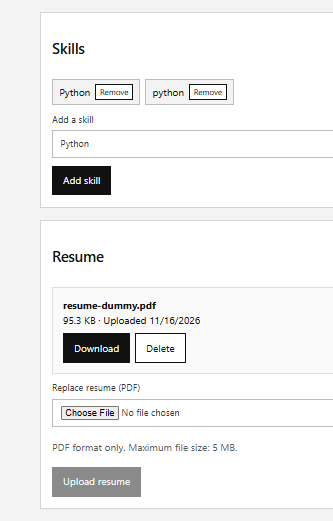 Skills
Python Remove python Remove
Add a skill
Python
Add skill
Resume
resume-dummy.pdf
95.3 KB · Uploaded 11/16/2026
Download Delete
Replace resume (PDF)
Choose File No file chosen
PDF format only. Maximum file size: 5 MB.
Upload resume